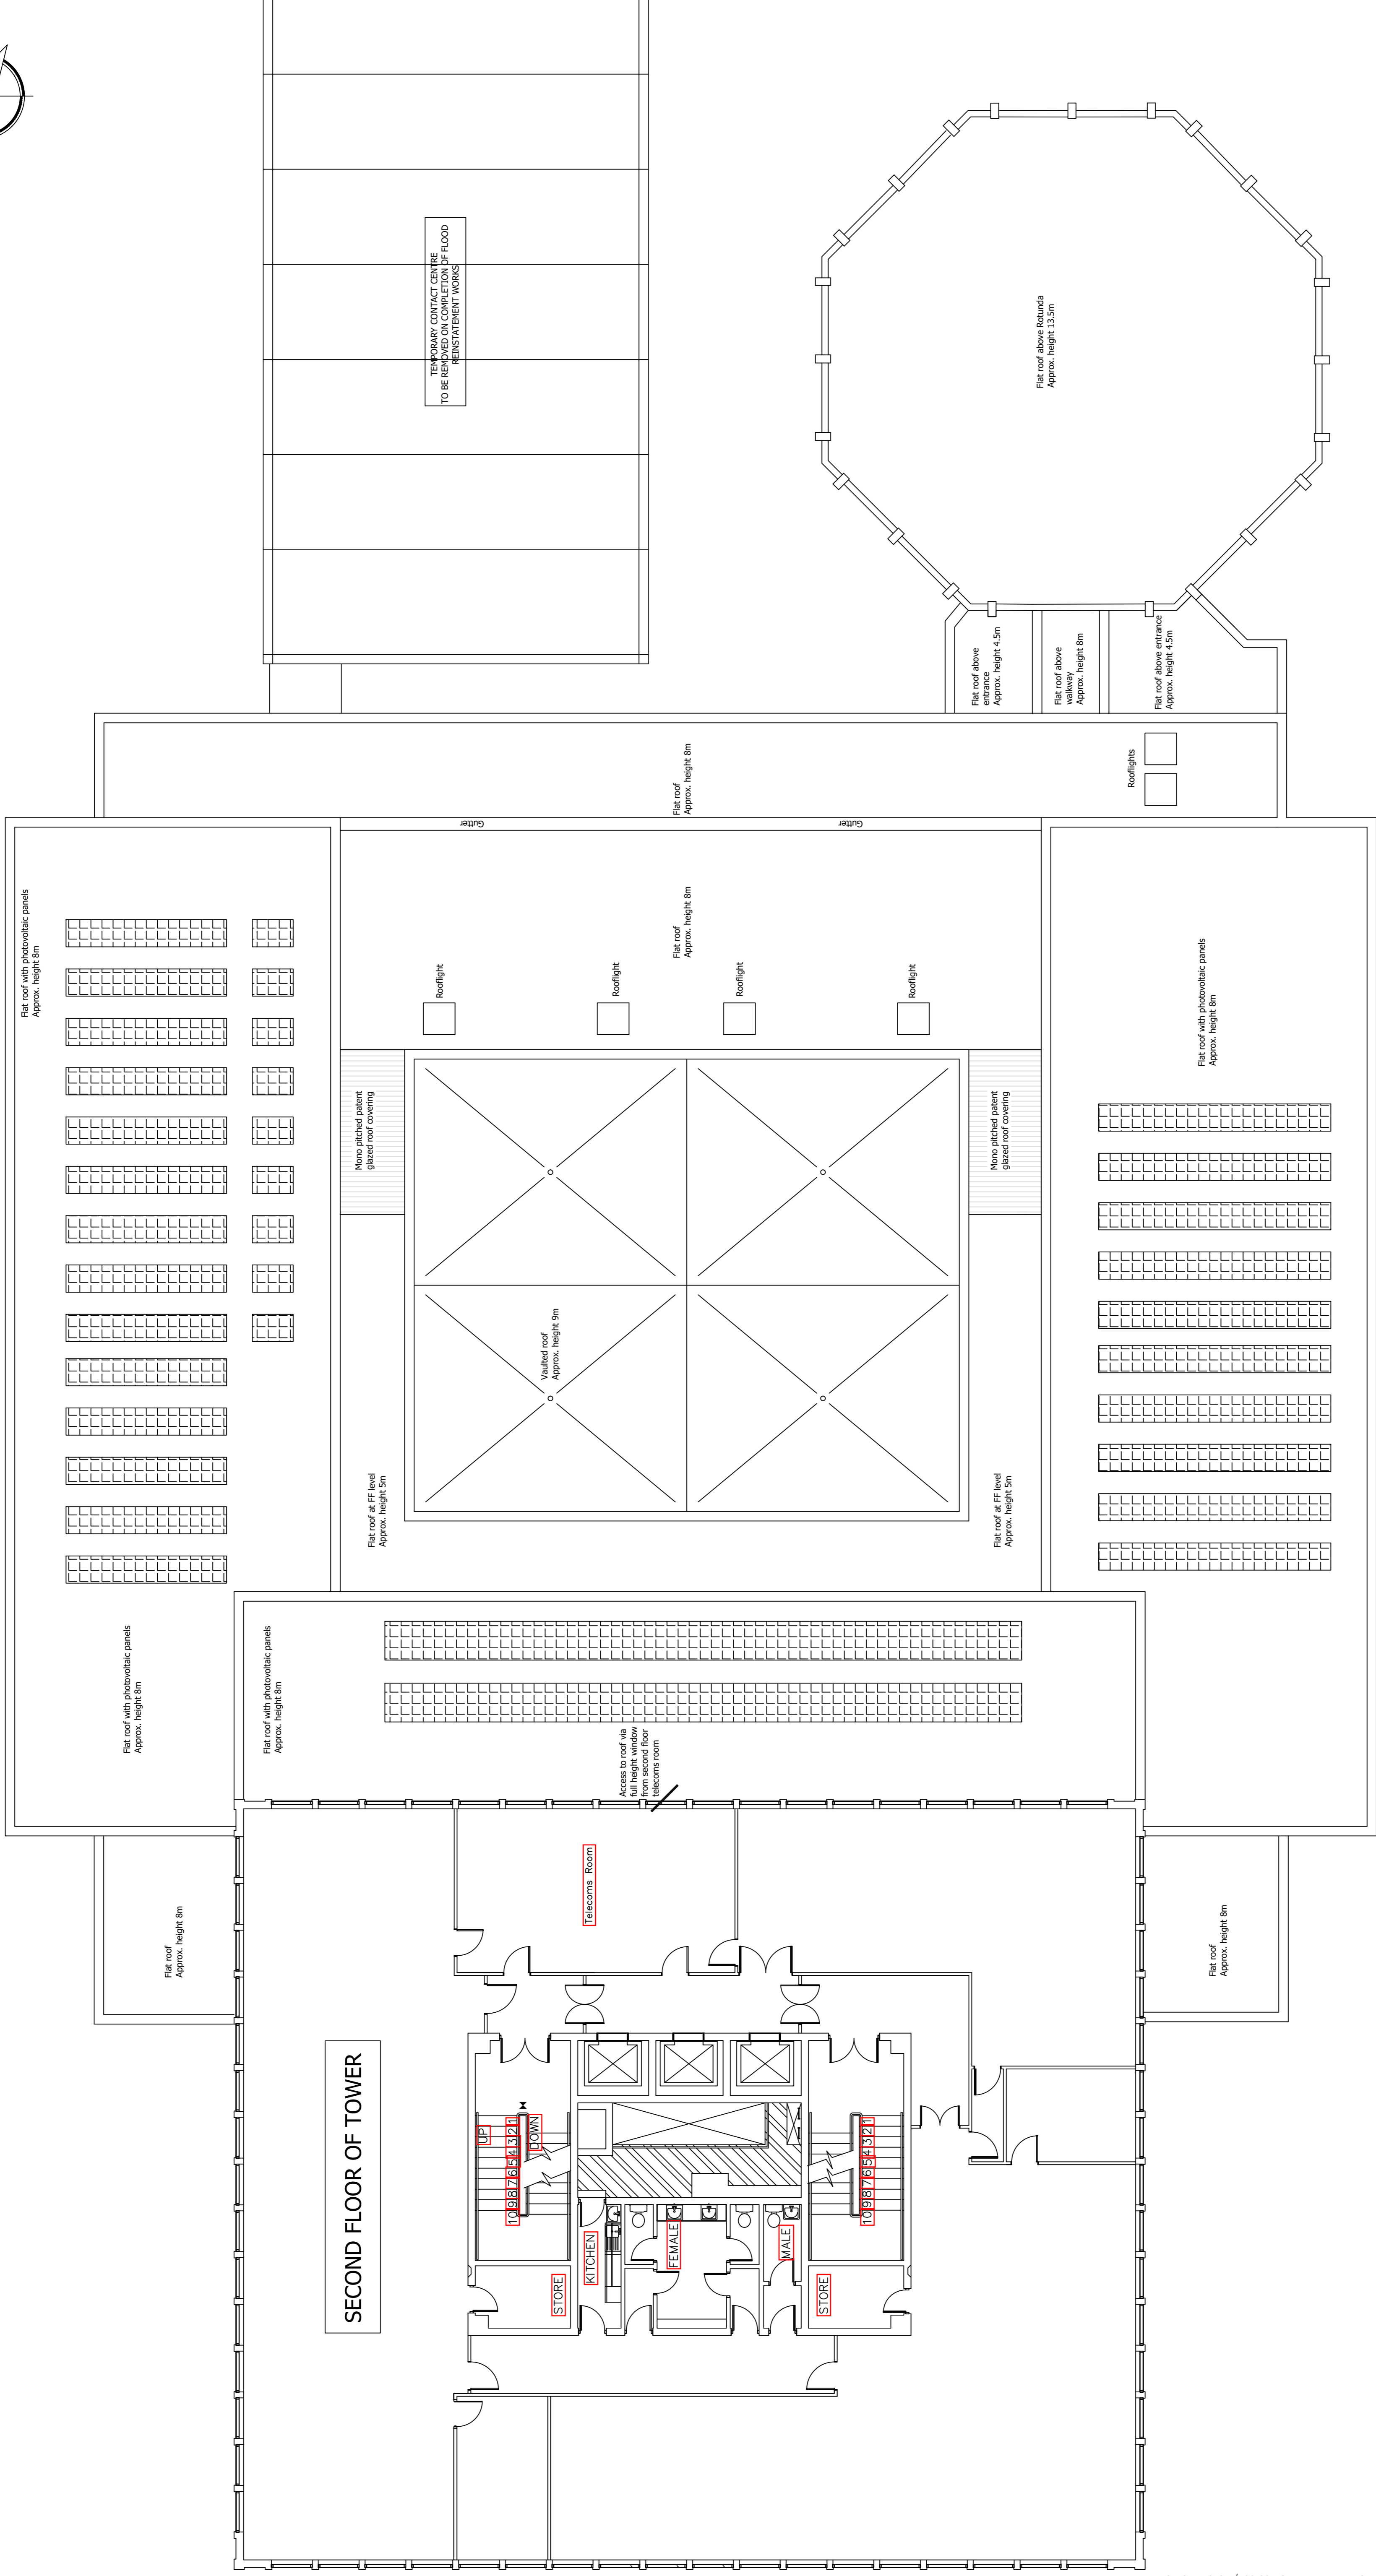 TEMPORARY CONTACT CENTRE
TO BE REMOVED ON COMPLETION OF FLOOD
REINSTATEMENT WORKS
Flat roof above Rotunda
Approx. height 13.5m
Flat roof above
entrance
Approx. height 4.5m
Flat roof above
walkway
Approx. height 8m
Flat roof above entrance
Approx. height 4.5m
Flat roof
Approx. height 8m
Rooflights
Gutter
Gutter
Flat roof with photovoltaic panels
Approx. height 8m
Flat roof
Approx. height 8m
Rooflight
Rooflight
Rooflight
Rooflight
Flat roof with photovoltaic panels
Approx. height 8m
Mono pitched patent
glazed roof covering
Mono pitched patent
glazed roof covering
Vaulted roof
Approx. height 9m
Flat roof at FF level
Approx. height 5m
Flat roof at FF level
Approx. height 5m
Flat roof with photovoltaic panels
Approx. height 8m
Flat roof with photovoltaic panels
Approx. height 8m
Access to roof via
full height window
from second floor
telecoms room
Telecoms Room
Flat roof
Approx. height 8m
Flat roof
Approx. height 8m
SECOND FLOOR OF TOWER
UP
DOWN
10 9 8 7 6 5 4 3 2 1
10 9 8 7 6 5 4 3 2 1
KITCHEN
FEMALE
MALE
STORE
STORE